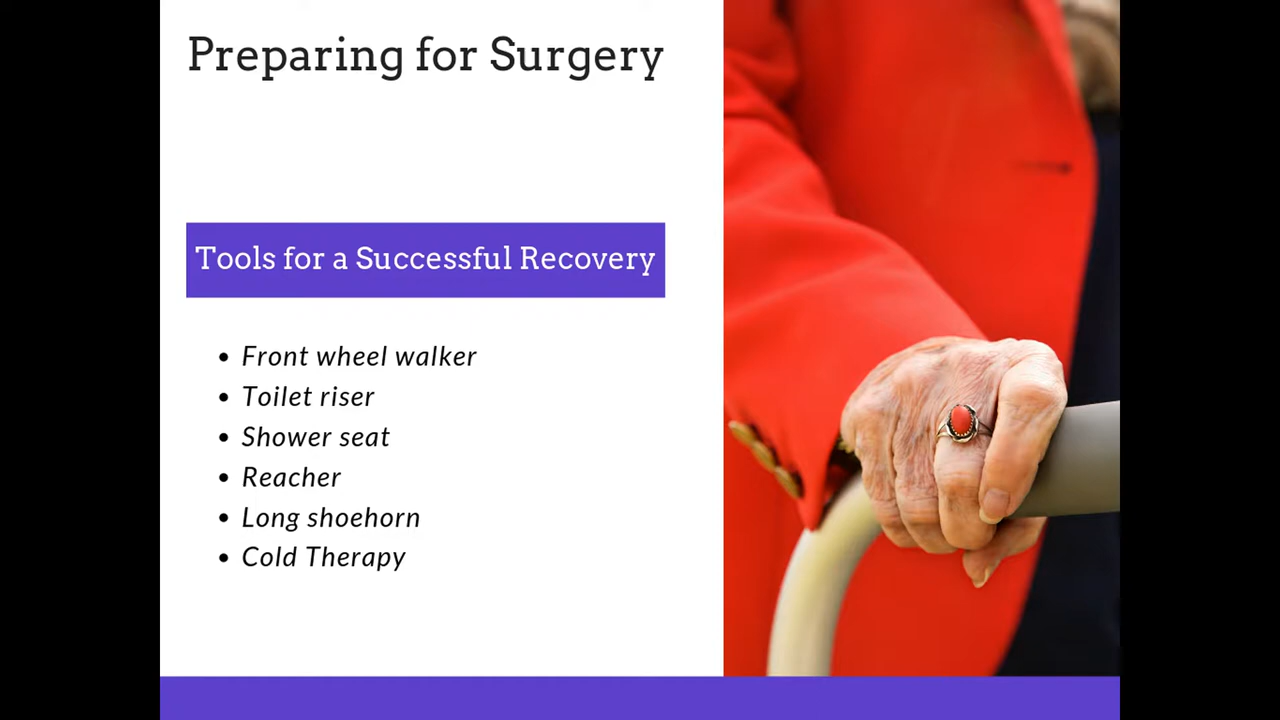 Preparing for Surgery
Tools for a Successful Recovery
• Front wheel walker
• Toilet riser
• Shower seat
• Reacher
• Long shoehorn
• Cold Therapy